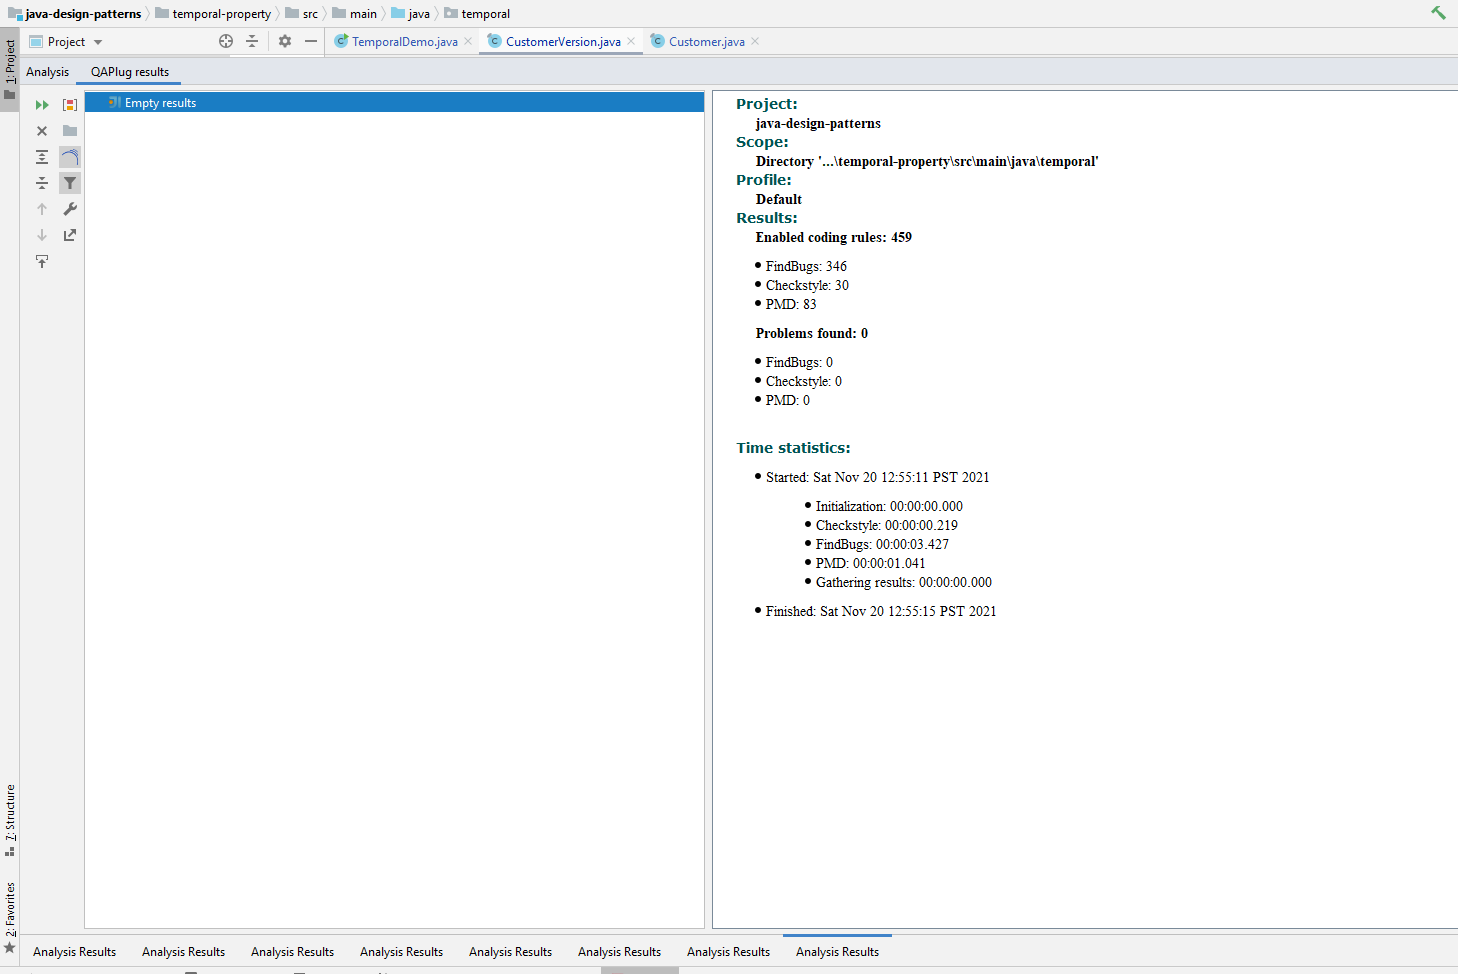 java-design-patterns temporal-property src main java temporal
Project TemporalDemo.java CustomerVersion.java Customer.java
1: Project
Analysis QAPlug results
Empty results
Project:
java-design-patterns
Scope:
Directory '...\temporal-property\src\main\java\temporal'
Profile:
Default
Results:
Enabled coding rules: 459
FindBugs: 346
Checkstyle: 30
PMD: 83
Problems found: 0
FindBugs: 0
Checkstyle: 0
PMD: 0
Time statistics:
Started: Sat Nov 20 12:55:11 PST 2021
Initialization: 00:00:00.000
Checkstyle: 00:00:00.219
FindBugs: 00:00:03.427
PMD: 00:00:01.041
Gathering results: 00:00:00.000
Finished: Sat Nov 20 12:55:15 PST 2021
7: Structure
2: Favorites
Analysis Results Analysis Results Analysis Results Analysis Results Analysis Results Analysis Results Analysis Results Analysis Results